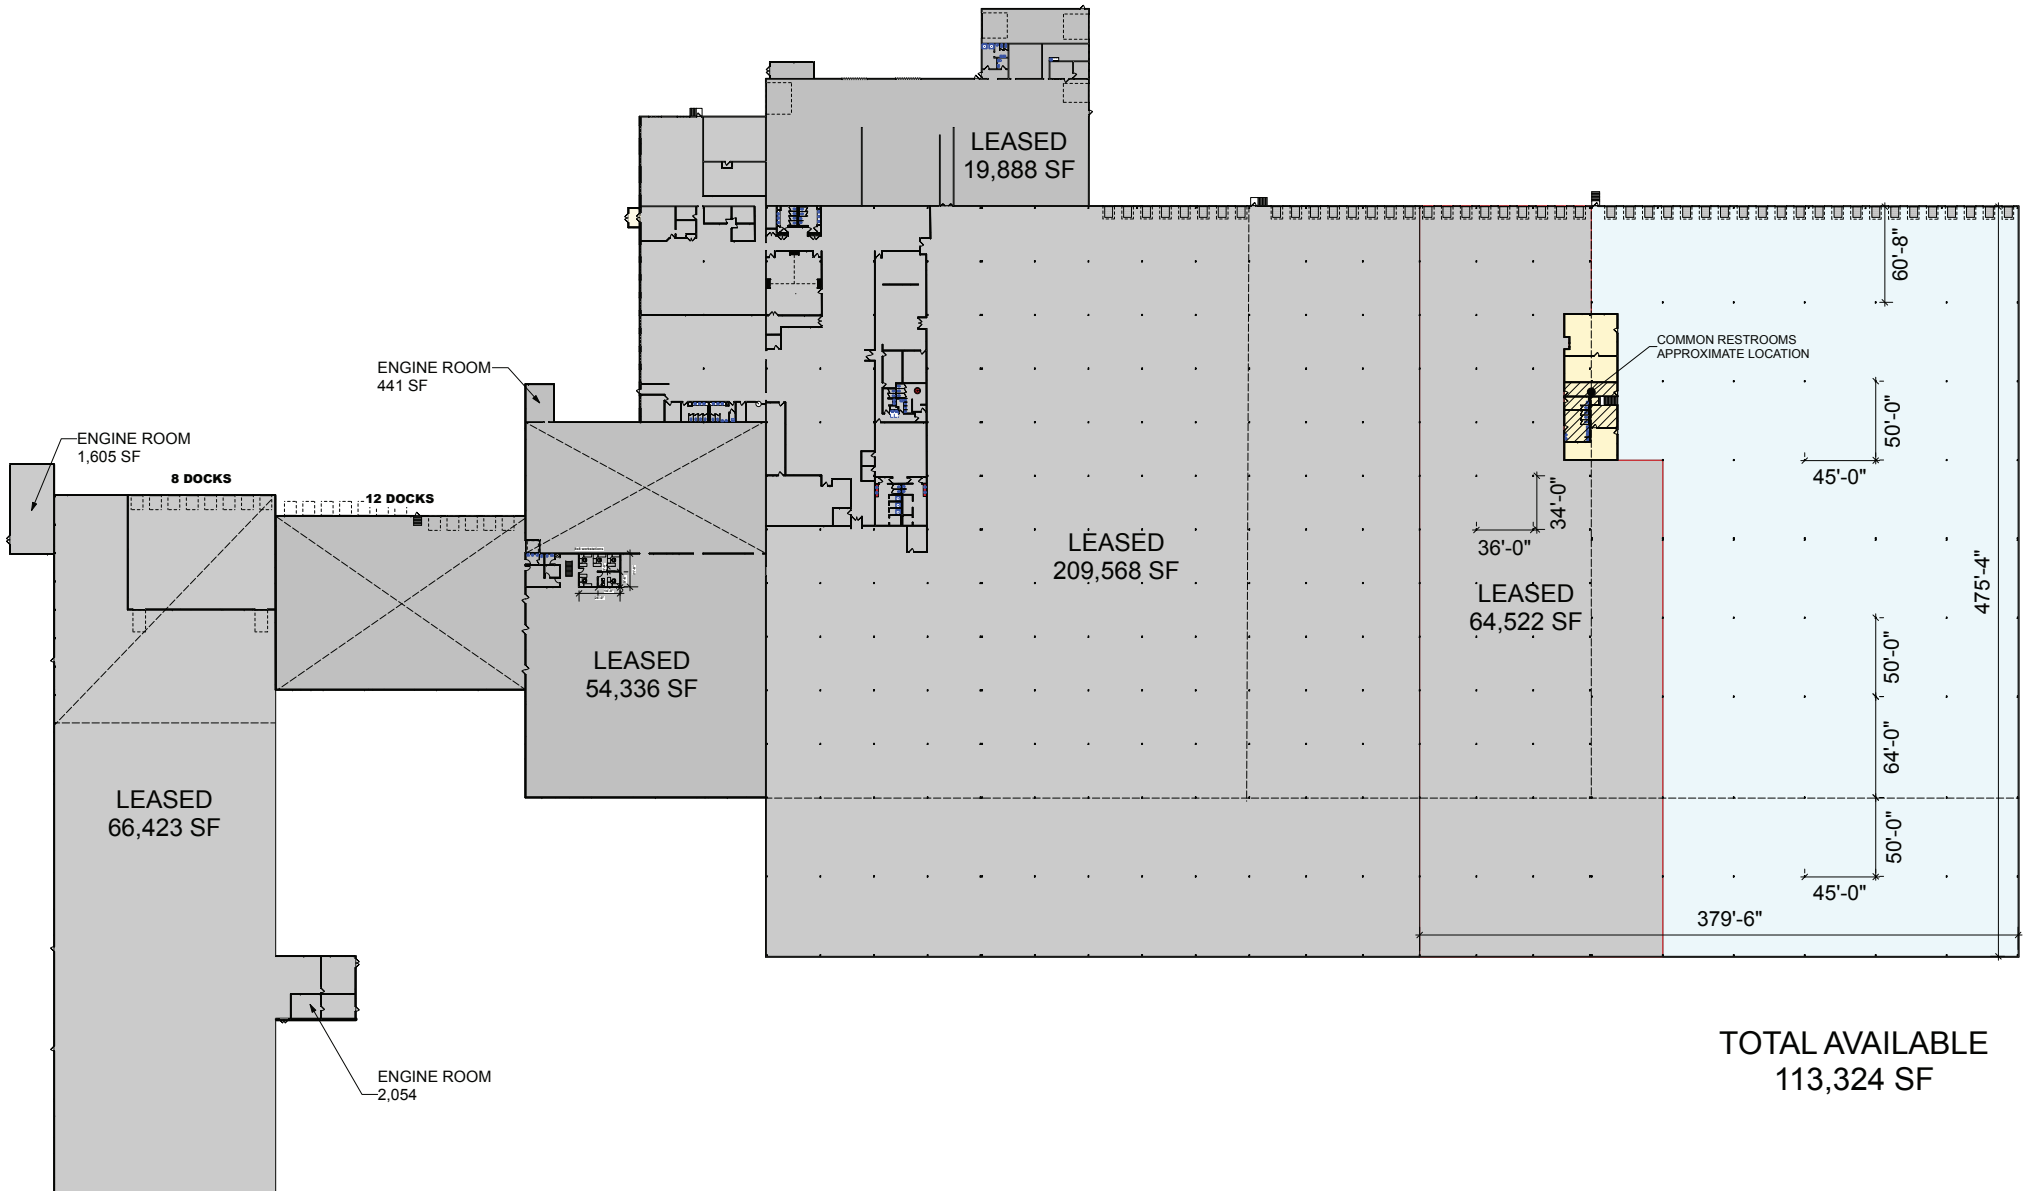 LEASED
19,888 SF
60'-8"
COMMON RESTROOMS
APPROXIMATE LOCATION
ENGINE ROOM
441 SF
50'-0"
ENGINE ROOM
1,605 SF
45'-0"
8 DOCKS
12 DOCKS
34'-0"
36'-0"
LEASED
209,568 SF
475'-4"
LEASED
64,522 SF
LEASED
54,336 SF
50'-0"
64'-0"
LEASED
66,423 SF
50'-0"
45'-0"
379'-6"
TOTAL AVAILABLE
113,324 SF
ENGINE ROOM
2,054